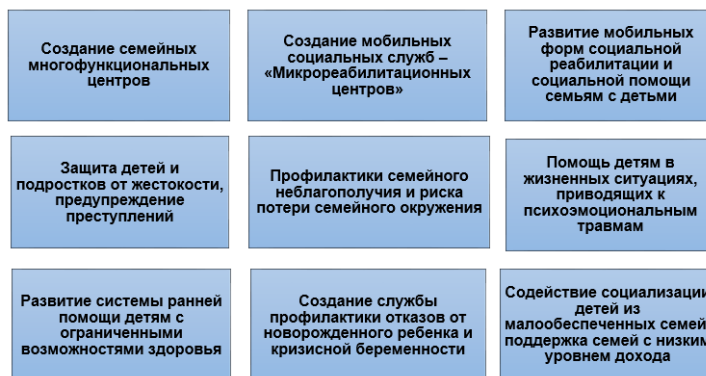 Создание семейных
многофункциональных
центров
Создание мобильных
социальных служб –
«Микрореабилитационных
центров»
Развитие мобильных
форм социальной
реабилитации и
социальной помощи
семьям с детьми
Защита детей и
подростков от жестокости,
предупреждение
преступлений
Профилактики семейного
неблагополучия и риска
потери семейного окружения
Помощь детям в
жизненных ситуациях,
приводящих к
психоэмоциональным
травмам
Развитие системы ранней
помощи детям с
ограниченными
возможностями здоровья
Создание службы
профилактики отказов от
новорожденного ребенка и
кризисной беременности
Содействие социализации
детей из
малообеспеченных семей,
поддержка семей с низким
уровнем дохода